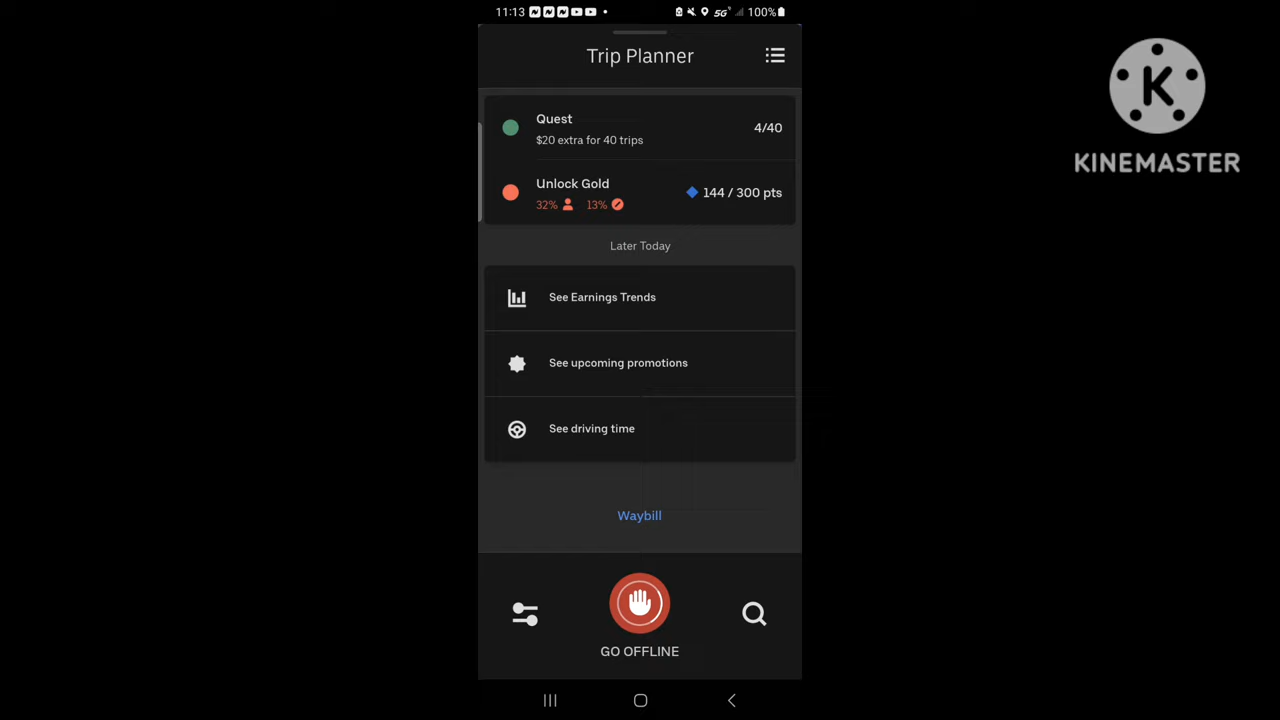 11:13 5G 100%
Trip Planner
Quest
$20 extra for 40 trips
4/40
Unlock Gold
32% 13%
144 / 300 pts
Later Today
See Earnings Trends
See upcoming promotions
See driving time
Waybill
GO OFFLINE
K
KINEMASTER